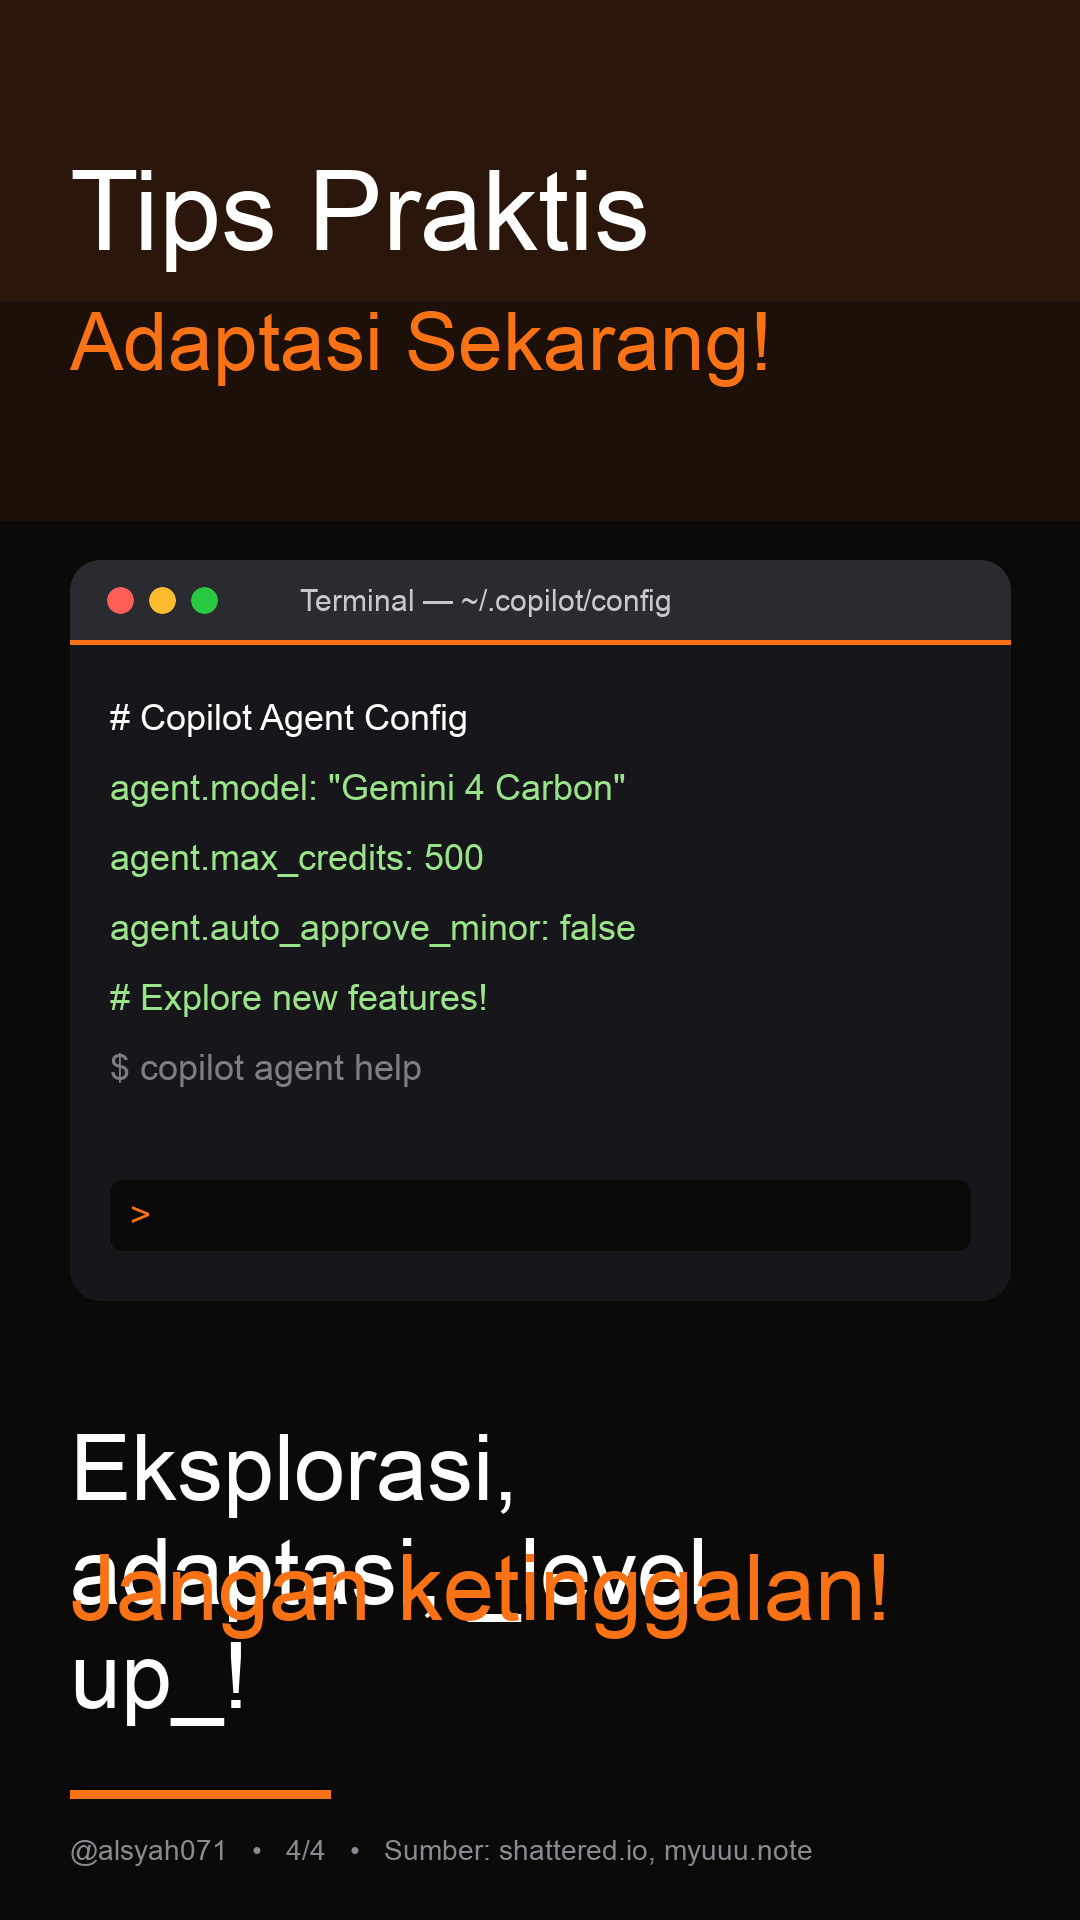 Tips Praktis
Adaptasi Sekarang!
Terminal — ~/.copilot/config
# Copilot Agent Config
agent.model: "Gemini 4 Carbon"
agent.max_credits: 500
agent.auto_approve_minor: false
# Explore new features!
$ copilot agent help
>
Eksplorasi,
adaptasi, _level
Jangan ketinggalan!
up_!
@alsyah071 • 4/4 • Sumber: shattered.io, myuuu.note